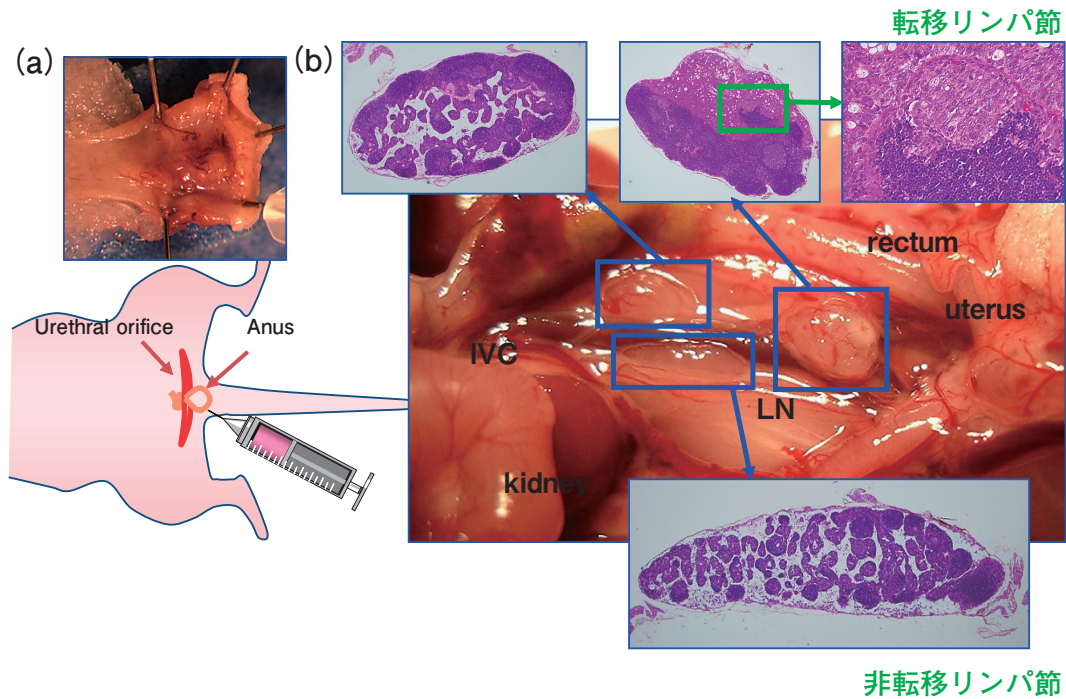 転移リンパ節
(a)
(b)
rectum
uterus
Urethral orifice
Anus
IVC
LN
kidney
非転移リンパ節